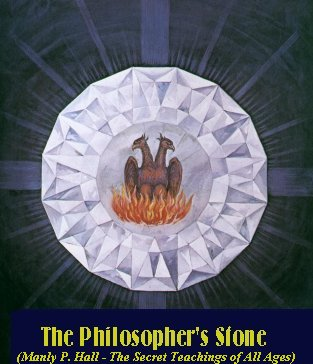 The Philosopher's Stone
(Manly P. Hall - The Secret Teachings of All Ages)